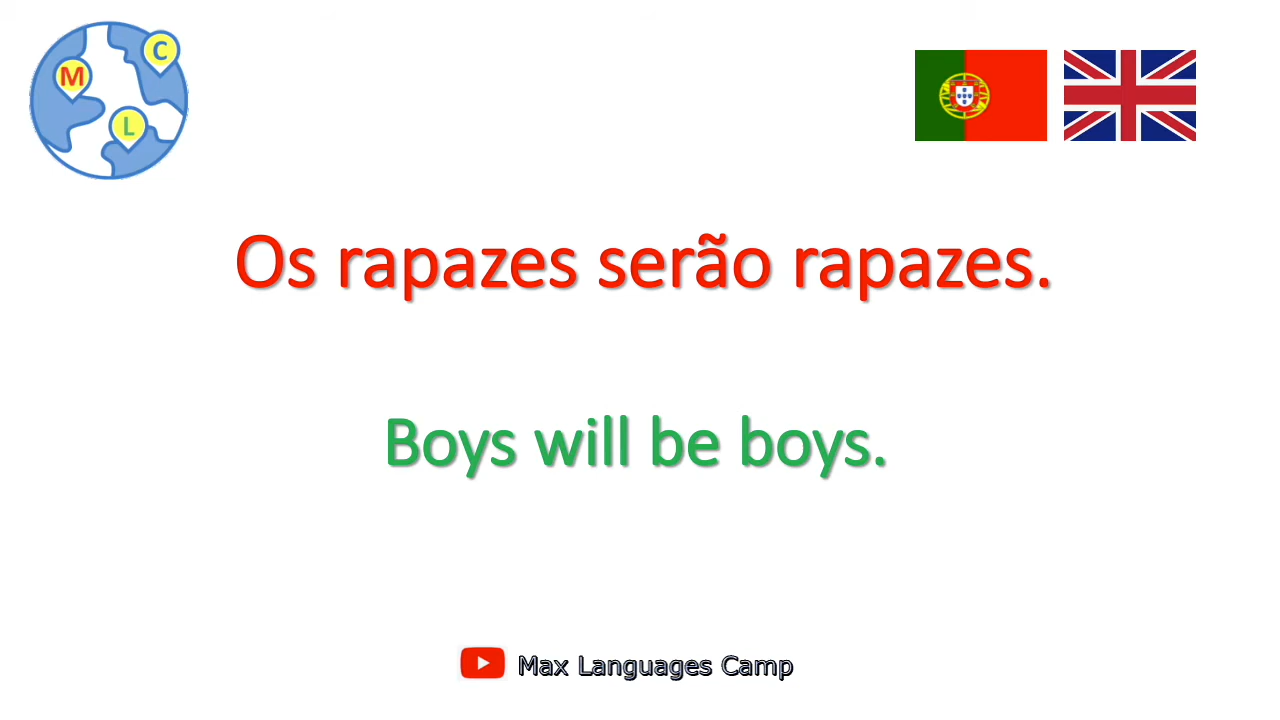 M
C
L
Os rapazes serão rapazes.
Boys will be boys.
Max Languages Camp